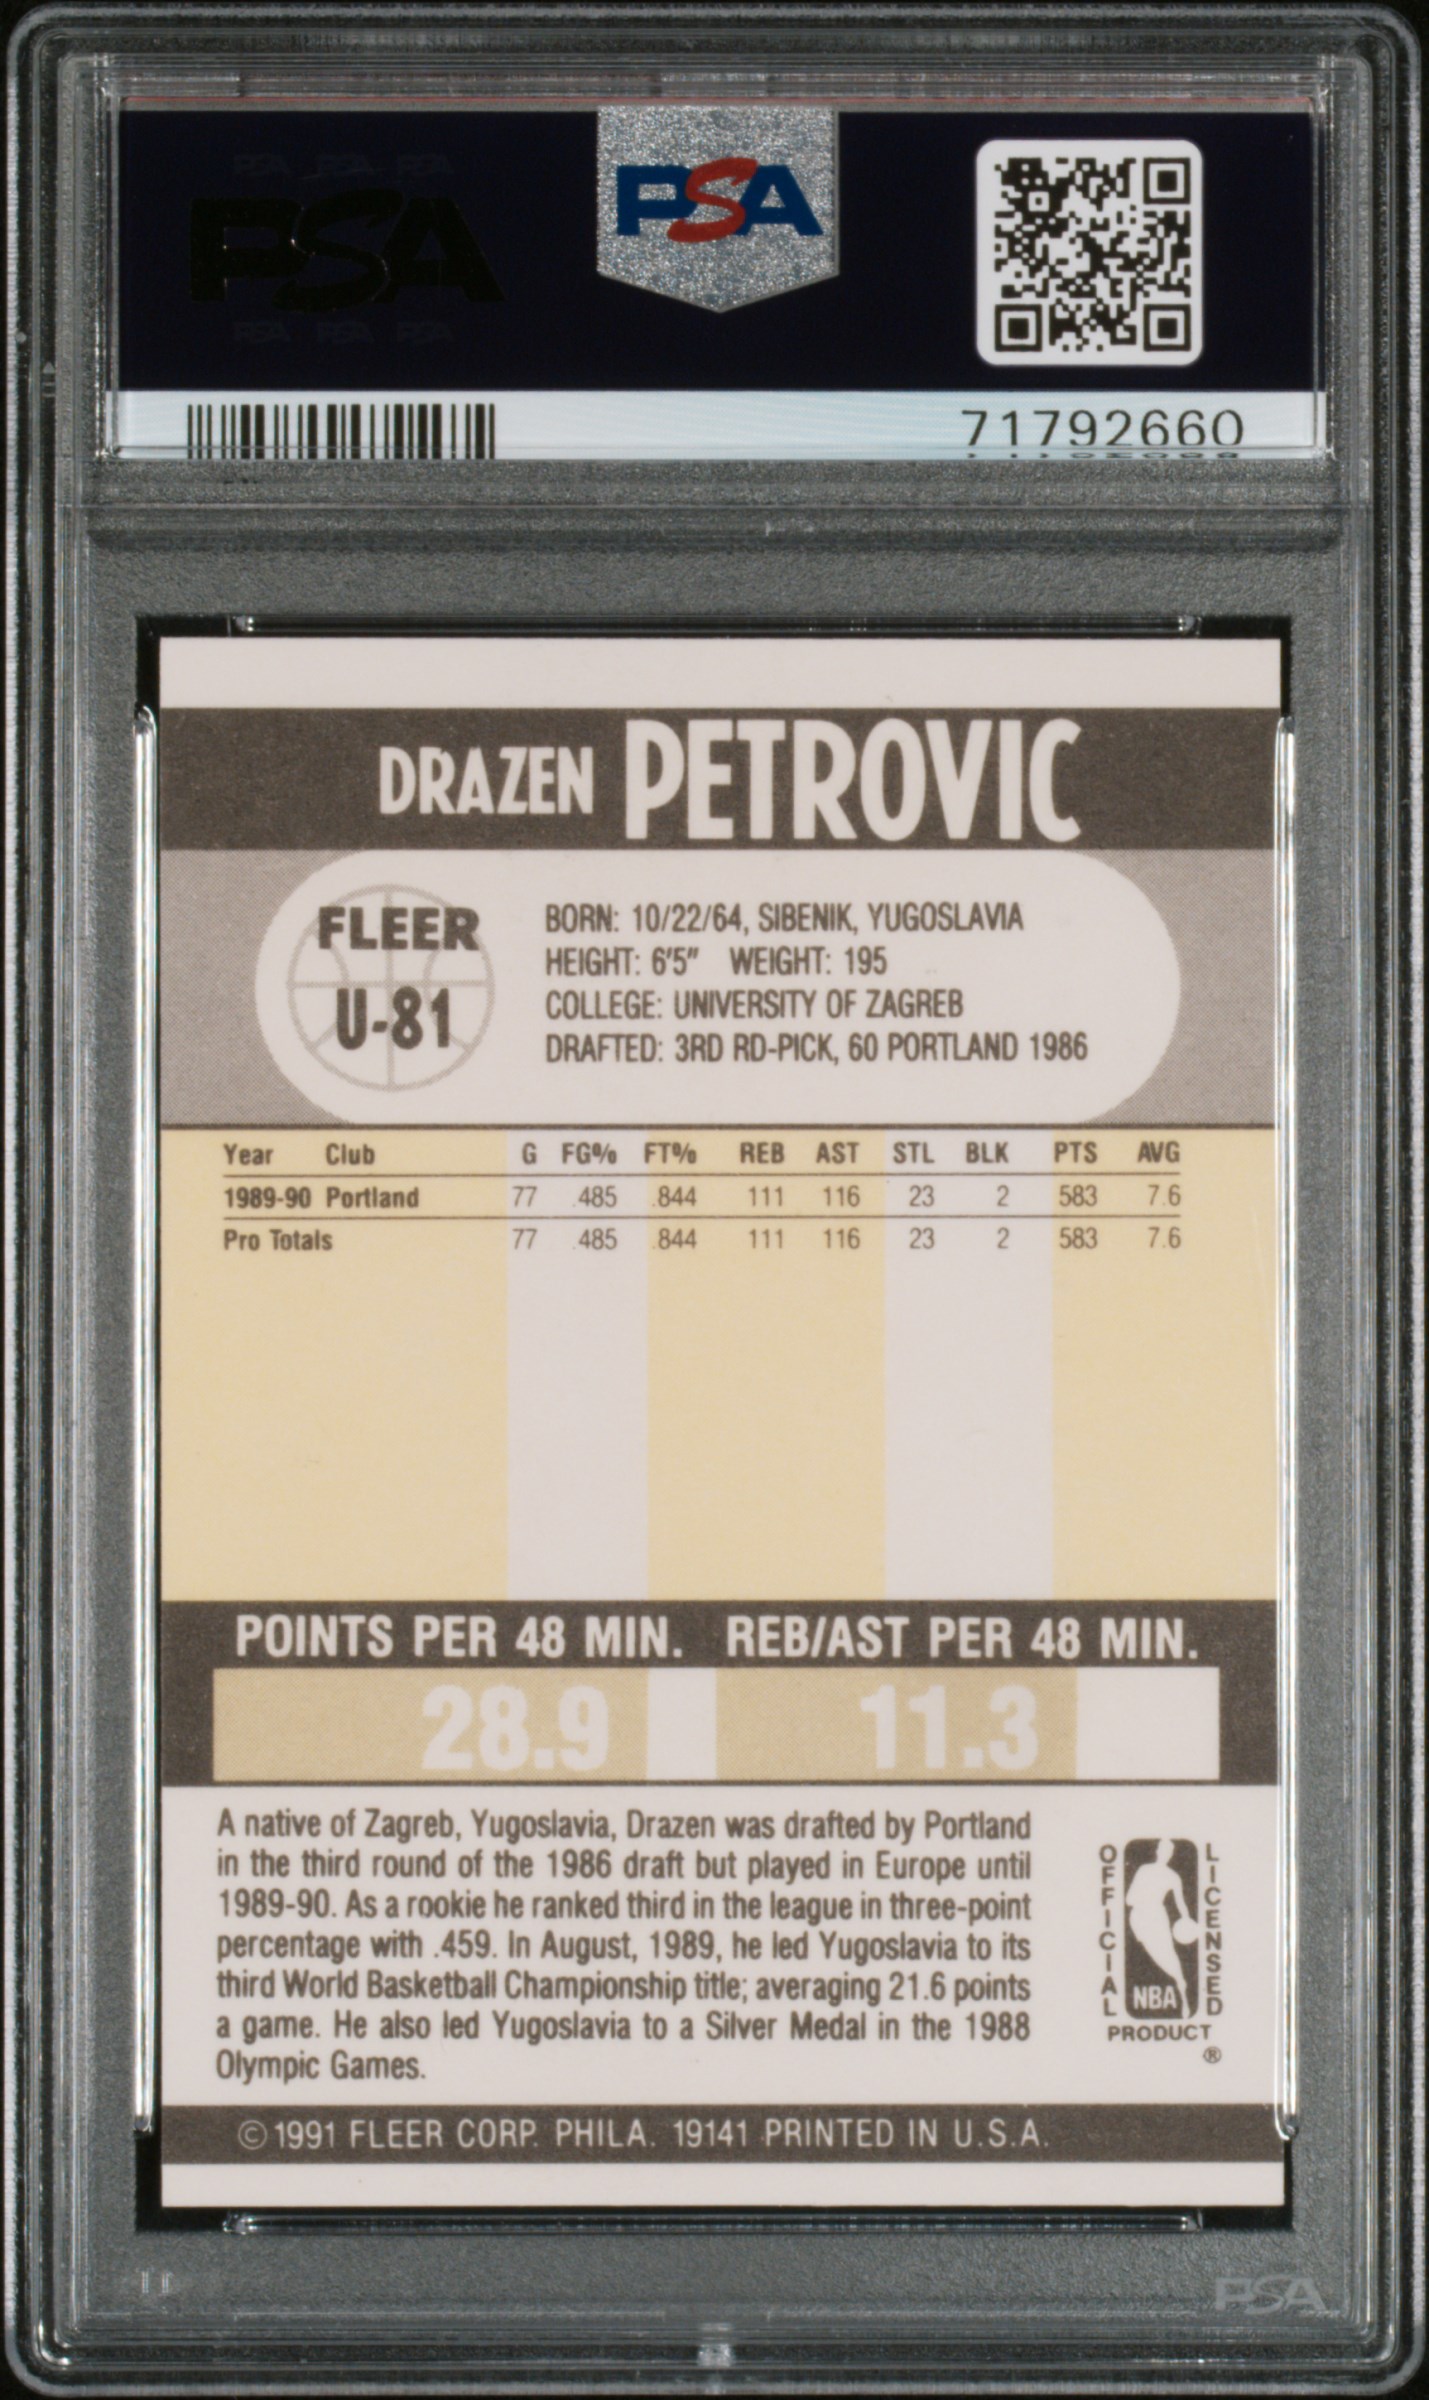 PSA PSA PSA
PSA
PSA PSA PSA
PSA
71792660
DRAZEN PETROVIC
FLEER
U-81
BORN: 10/22/64, SIBENIK, YUGOSLAVIA
HEIGHT: 6'5" WEIGHT: 195
COLLEGE: UNIVERSITY OF ZAGREB
DRAFTED: 3RD RD-PICK, 60 PORTLAND 1986
Year Club G FG% FT% REB AST STL BLK PTS AVG
1989-90 Portland 77 .485 .844 111 116 23 2 583 7.6
Pro Totals 77 .485 .844 111 116 23 2 583 7.6
POINTS PER 48 MIN. REB/AST PER 48 MIN.
28.9 11.3
A native of Zagreb, Yugoslavia, Drazen was drafted by Portland
in the third round of the 1986 draft but played in Europe until
1989-90. As a rookie he ranked third in the league in three-point
percentage with .459. In August, 1989, he led Yugoslavia to its
third World Basketball Championship title; averaging 21.6 points
a game. He also led Yugoslavia to a Silver Medal in the 1988
Olympic Games.
OFFICIAL
LICENSED
NBA
PRODUCT
®
© 1991 FLEER CORP. PHILA. 19141 PRINTED IN U.S.A.
PSA